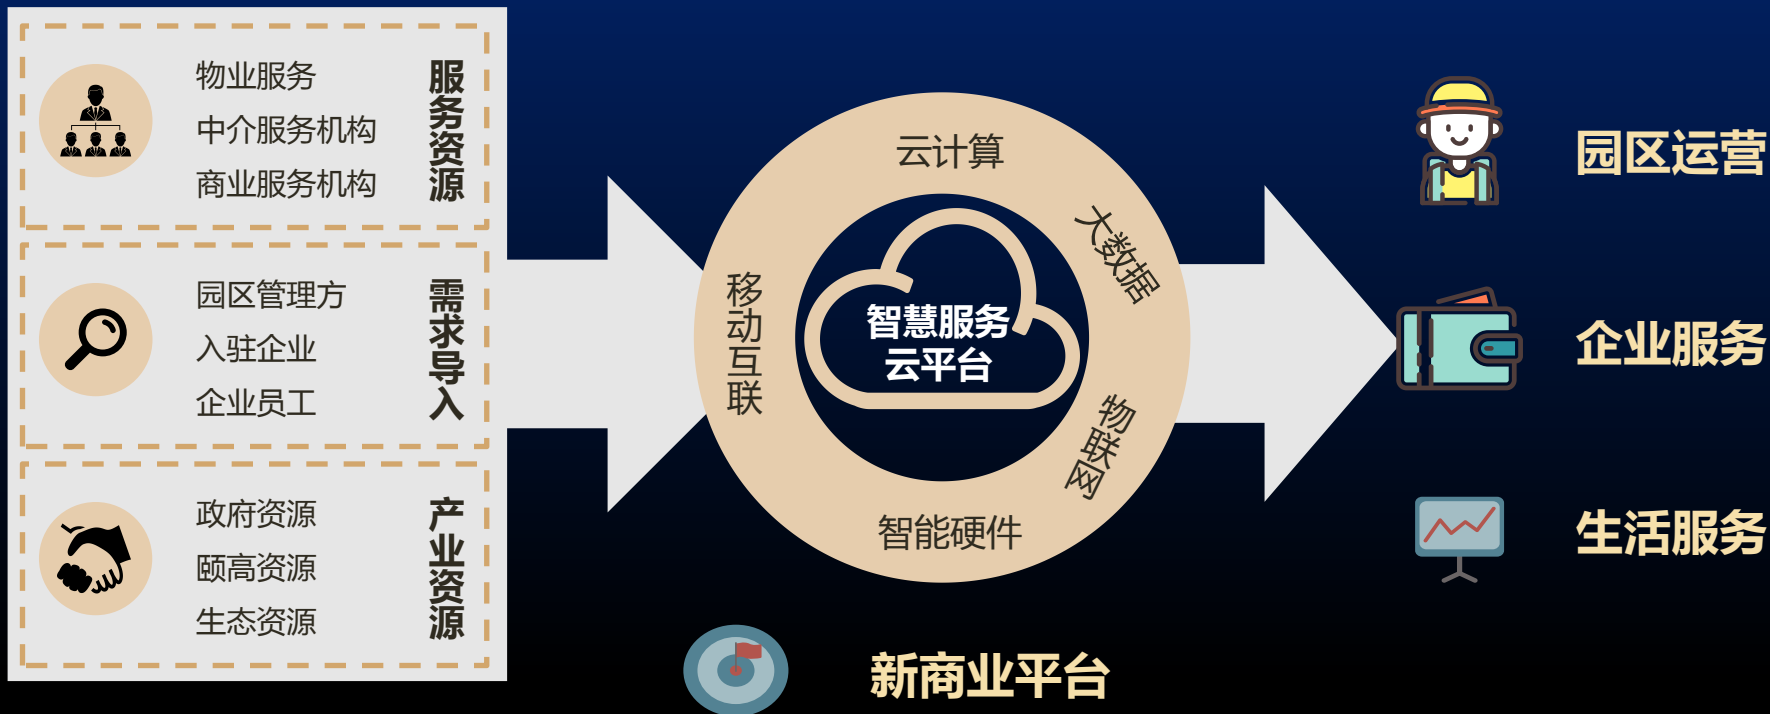 物业服务
中介服务机构
商业服务机构
服务资源
园区管理方
入驻企业
企业员工
需求导入
政府资源
颐高资源
生态资源
产业资源
云计算
大数据
移动互联
智慧服务
云平台
物联网
智能硬件
新商业平台
园区运营
企业服务
生活服务